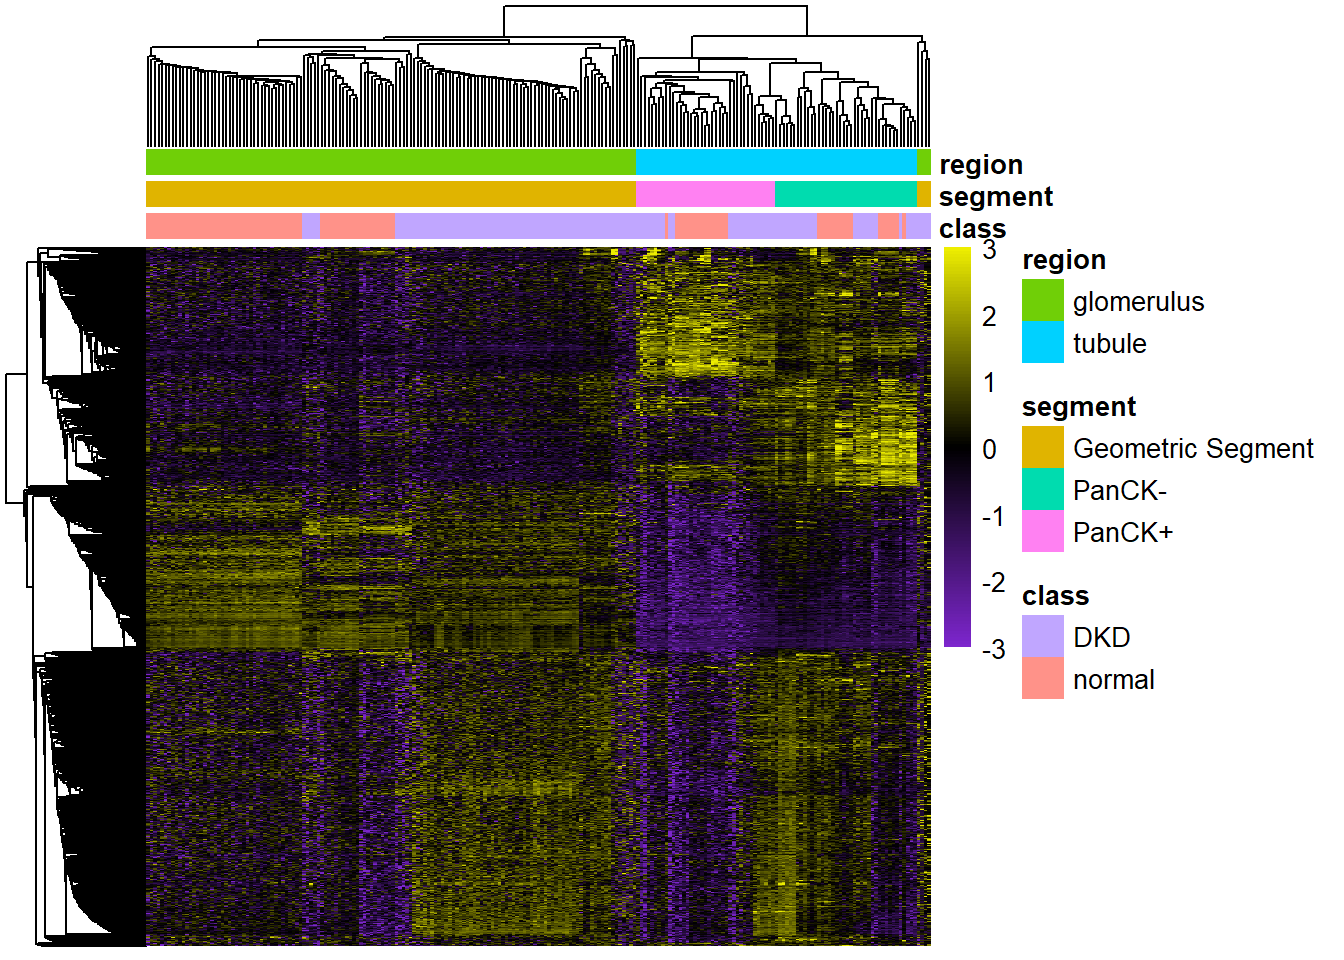 region
segment
class
3
2
1
0
-1
-2
-3
region
glomerulus
tubule
segment
Geometric Segment
PanCK-
PanCK+
class
DKD
normal